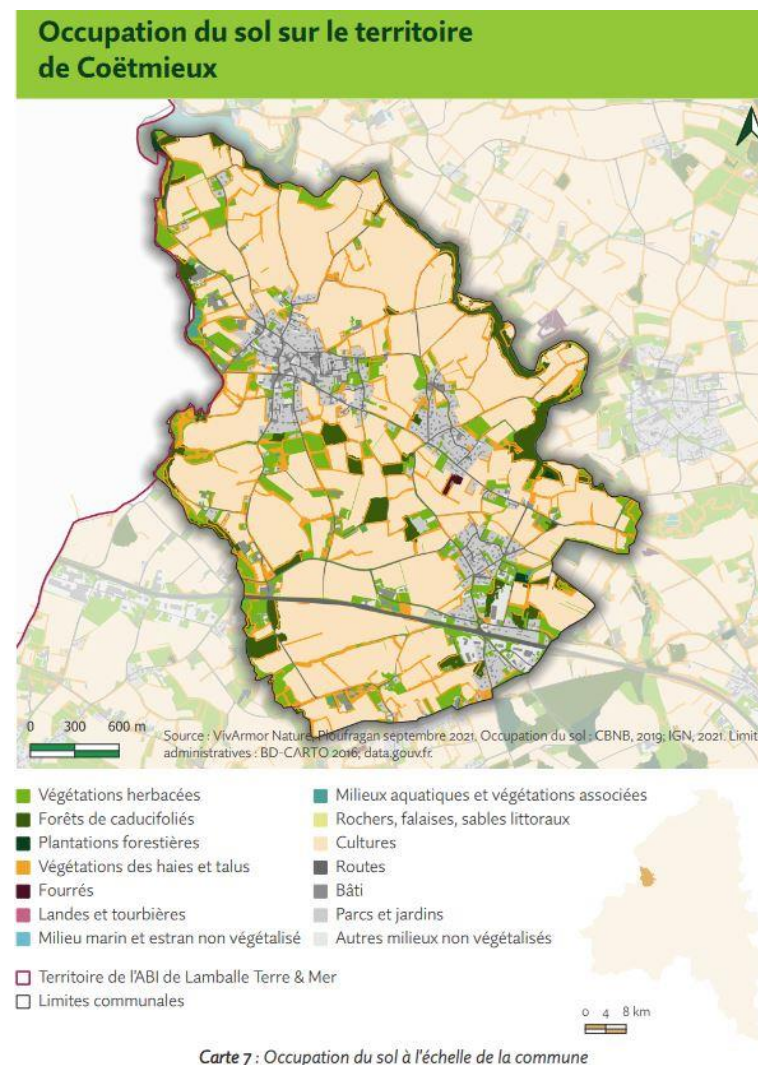 Occupation du sol sur le territoire
de Coëtmieux
0 300 600 m
Source : VivArmor Nature, Ploufragan septembre 2021. Occupation du sol : CBNB, 2019; IGN, 2021. Limit
administratives : BD-CARTO 2016; data.gouv.fr.
Végétations herbacées
Forêts de caducifoliés
Plantations forestières
Végétations des haies et talus
Fourrés
Landes et tourbières
Milieu marin et estran non végétalisé
Milieux aquatiques et végétations associées
Rochers, falaises, sables littoraux
Cultures
Routes
Bâti
Parcs et jardins
Autres milieux non végétalisés
Territoire de l'ABI de Lamballe Terre & Mer
Limites communales
0 4 8 km
Carte 7 : Occupation du sol à l'échelle de la commune